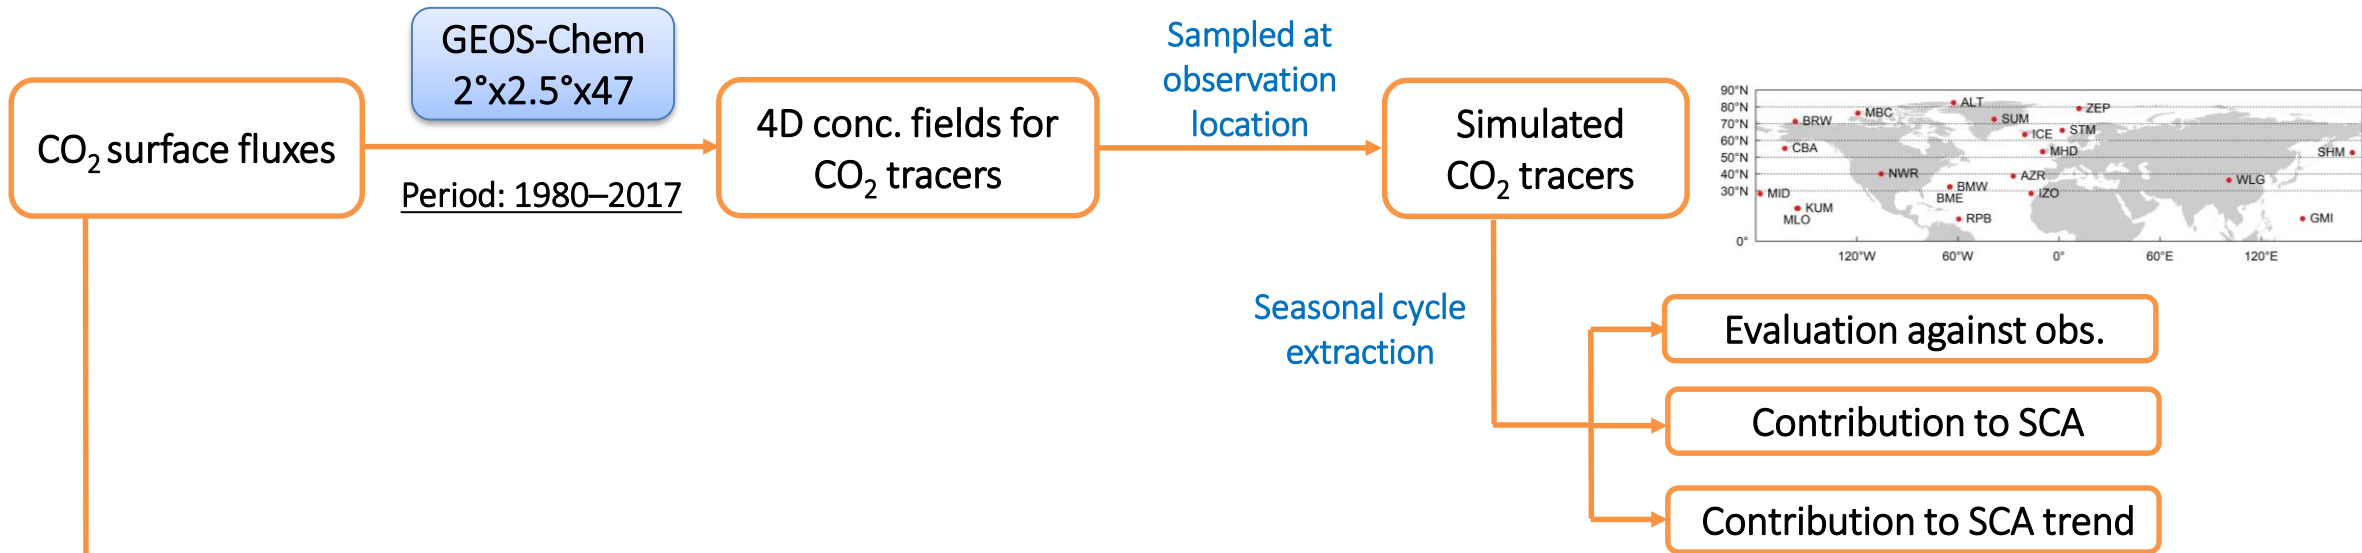 GEOS-Chem
2°x2.5°x47
CO₂ surface fluxes
Period: 1980–2017
4D conc. fields for
CO₂ tracers
Sampled at
observation
location
Simulated
CO₂ tracers
90°N
80°N
70°N
60°N
50°N
40°N
30°N
0°
120°W
60°W
0°
60°E
120°E
ALT
ZEP
MBC
BRW
SUM
ICE
STM
CBA
MHD
SHM
NWR
AZR
WLG
BMW
BME
MID
IZO
KUM
MLO
RPB
GMI
Seasonal cycle
extraction
Evaluation against obs.
Contribution to SCA
Contribution to SCA trend